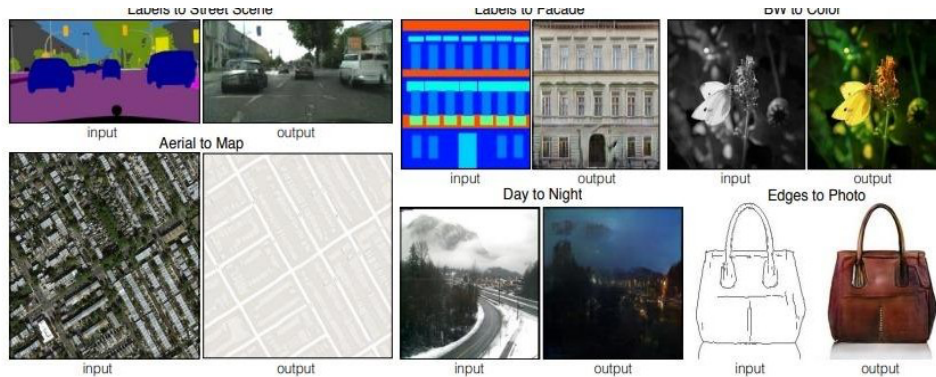 Labels to Street Scene
input
output
Aerial to Map
input
output
Labels to Facade
input
output
BW to Color
input
output
Day to Night
input
output
Edges to Photo
input
output